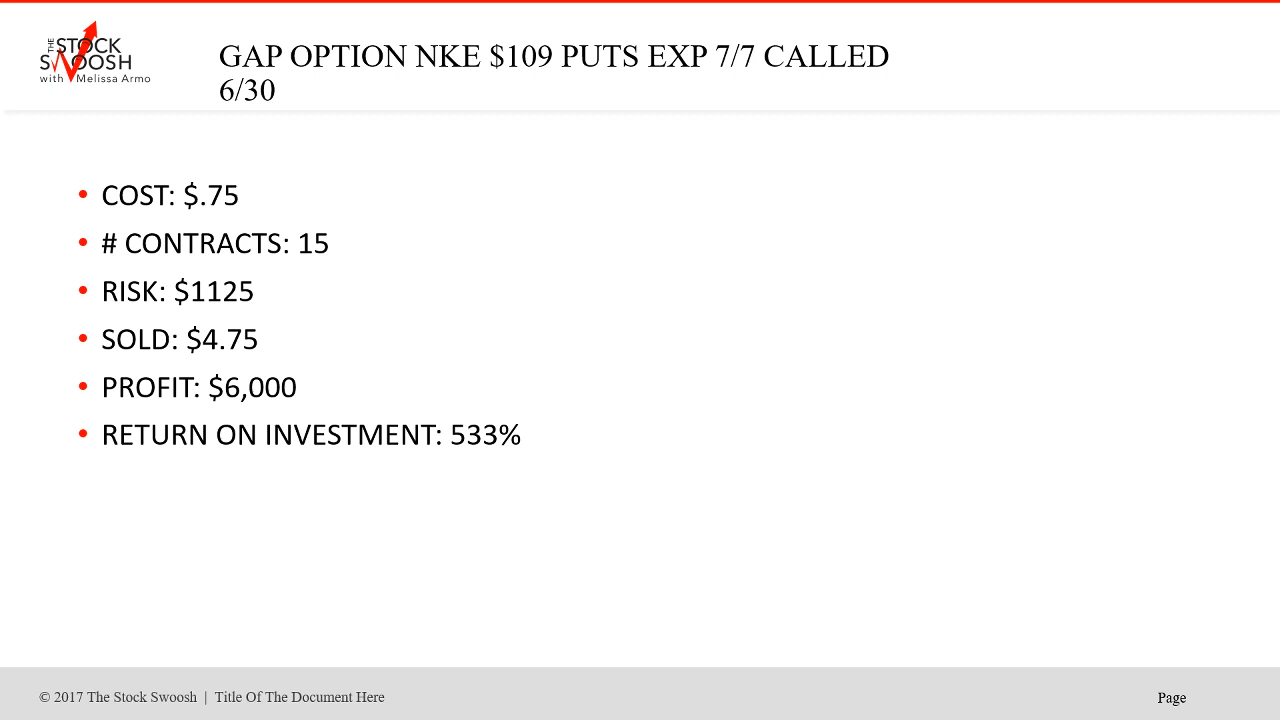 THE STOCK
SWOOSH
with Melissa Armo
GAP OPTION NKE $109 PUTS EXP 7/7 CALLED
6/30
• COST: $.75
• # CONTRACTS: 15
• RISK: $1125
• SOLD: $4.75
• PROFIT: $6,000
• RETURN ON INVESTMENT: 533%
© 2017 The Stock Swoosh | Title Of The Document Here
Page